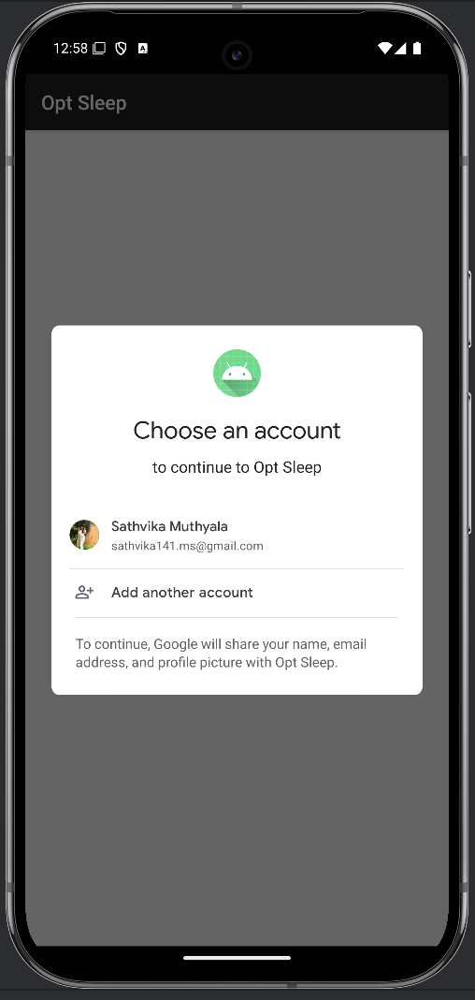 12:58
A
Opt Sleep
Choose an account
to continue to Opt Sleep
Sathvika Muthyala
sathvika141.ms@gmail.com
Add another account
To continue, Google will share your name, email
address, and profile picture with Opt Sleep.